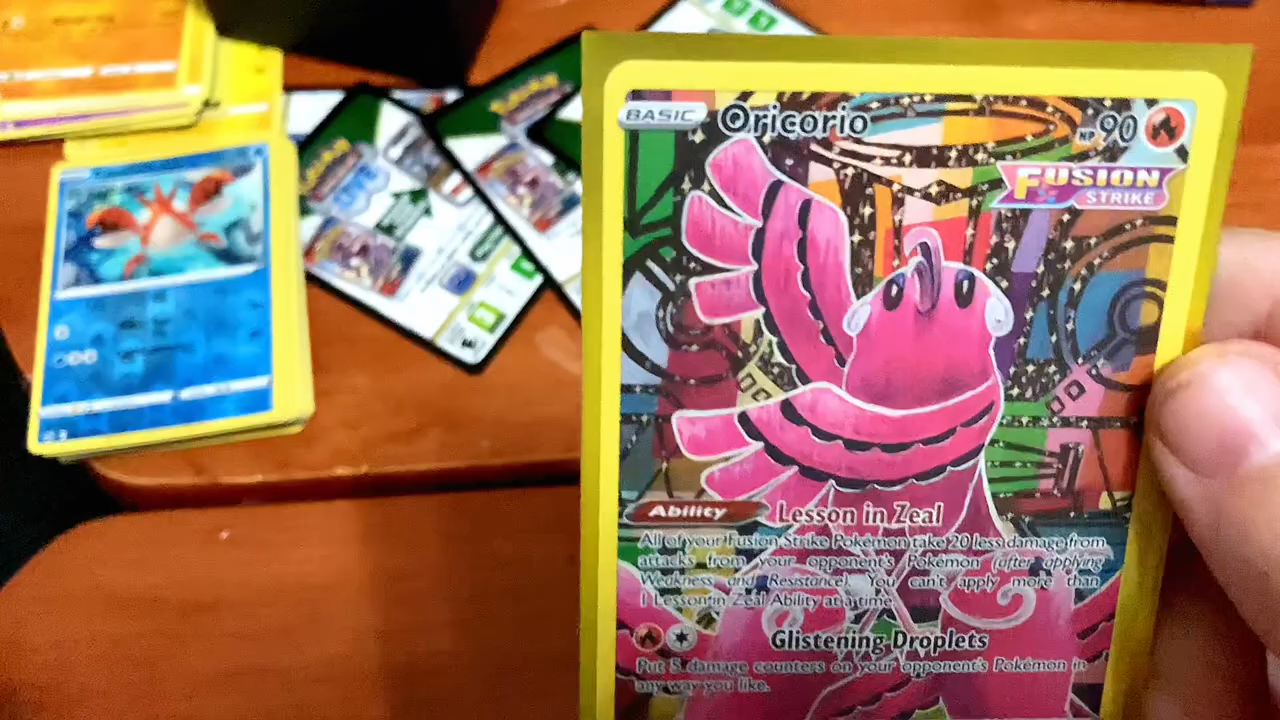 BASIC Oricorio HP 90
FUSION
STRIKE
Ability Lesson in Zeal
All of your Fusion Strike Pokémon take 20 less damage from
attacks from your opponent's Pokémon (after applying
Weakness and Resistance). You can't apply more than
1 Lesson in Zeal Ability at a time.
Glistening Droplets
Put 5 damage counters on your opponent's Pokémon in
any way you like.
Pokémon
Pokémon